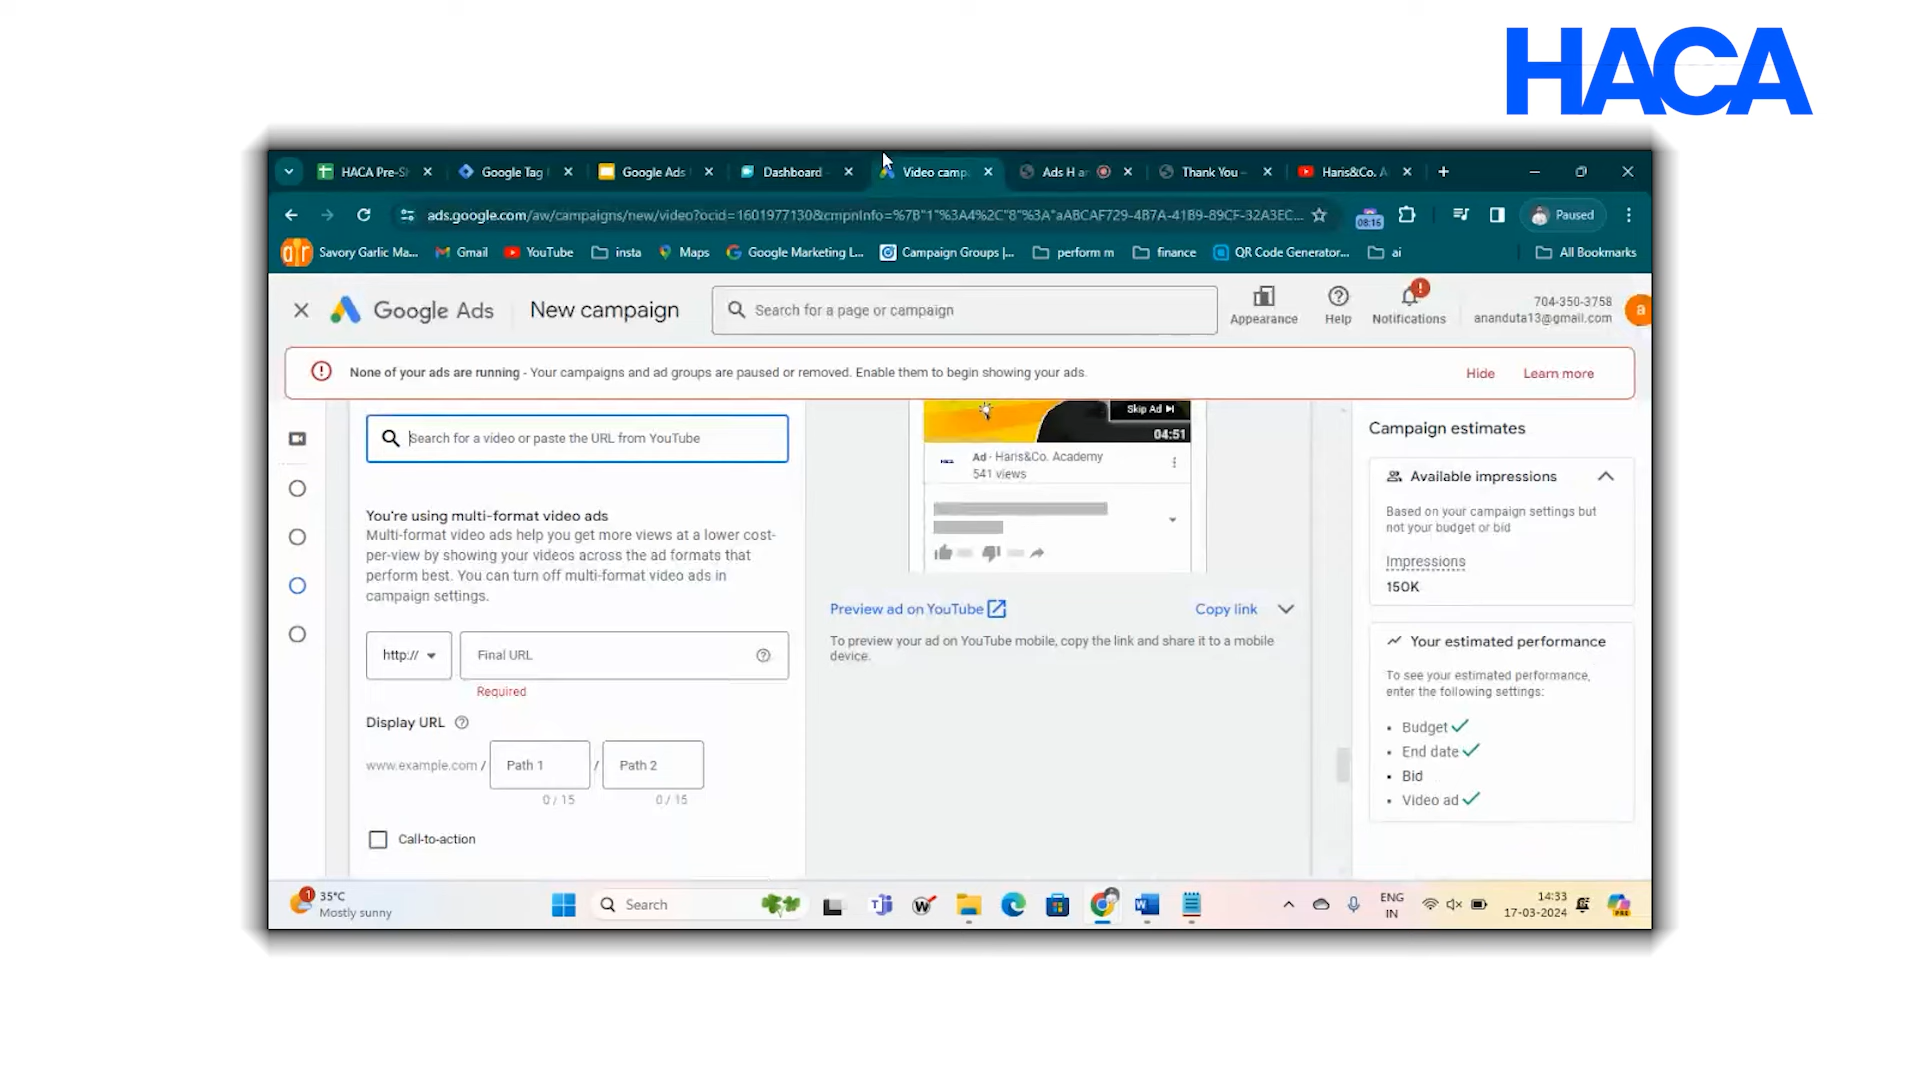 HACA
HACA Pre-S
Google Tag
Google Ads
Dashboard
Video camp
Ads H ar
Thank You –
Haris&Co. A
ads.google.com/aw/campaigns/new/video?ocid=1601977130&cmpnInfo=%7B"1"%3A4%2C"8"%3A"aABCAF729-4B7A-41B9-89CF-32A3EC...
08:16
Paused
Savory Garlic Ma...
Gmail
YouTube
insta
Maps
Google Marketing L...
Campaign Groups |...
perform m
finance
QR Code Generator...
ai
All Bookmarks
Google Ads
New campaign
Search for a page or campaign
Appearance
Help
Notifications
704-350-3758
ananduta13@gmail.com
a
None of your ads are running - Your campaigns and ad groups are paused or removed. Enable them to begin showing your ads.
Hide
Learn more
Search for a video or paste the URL from YouTube
You're using multi-format video ads
Multi-format video ads help you get more views at a lower cost-
per-view by showing your videos across the ad formats that
perform best. You can turn off multi-format video ads in
campaign settings.
http://
Final URL
Required
Display URL
www.example.com /
Path 1
/
Path 2
0 / 15
0 / 15
Call-to-action
Skip Ad
04:51
HACA
Ad · Haris&Co. Academy
541 views
Preview ad on YouTube
Copy link
To preview your ad on YouTube mobile, copy the link and share it to a mobile
device.
Campaign estimates
Available impressions
Based on your campaign settings but
not your budget or bid
Impressions
150K
Your estimated performance
To see your estimated performance,
enter the following settings:
• Budget
• End date
• Bid
• Video ad
1
35°C
Mostly sunny
Search
ENG
IN
14:33
17-03-2024